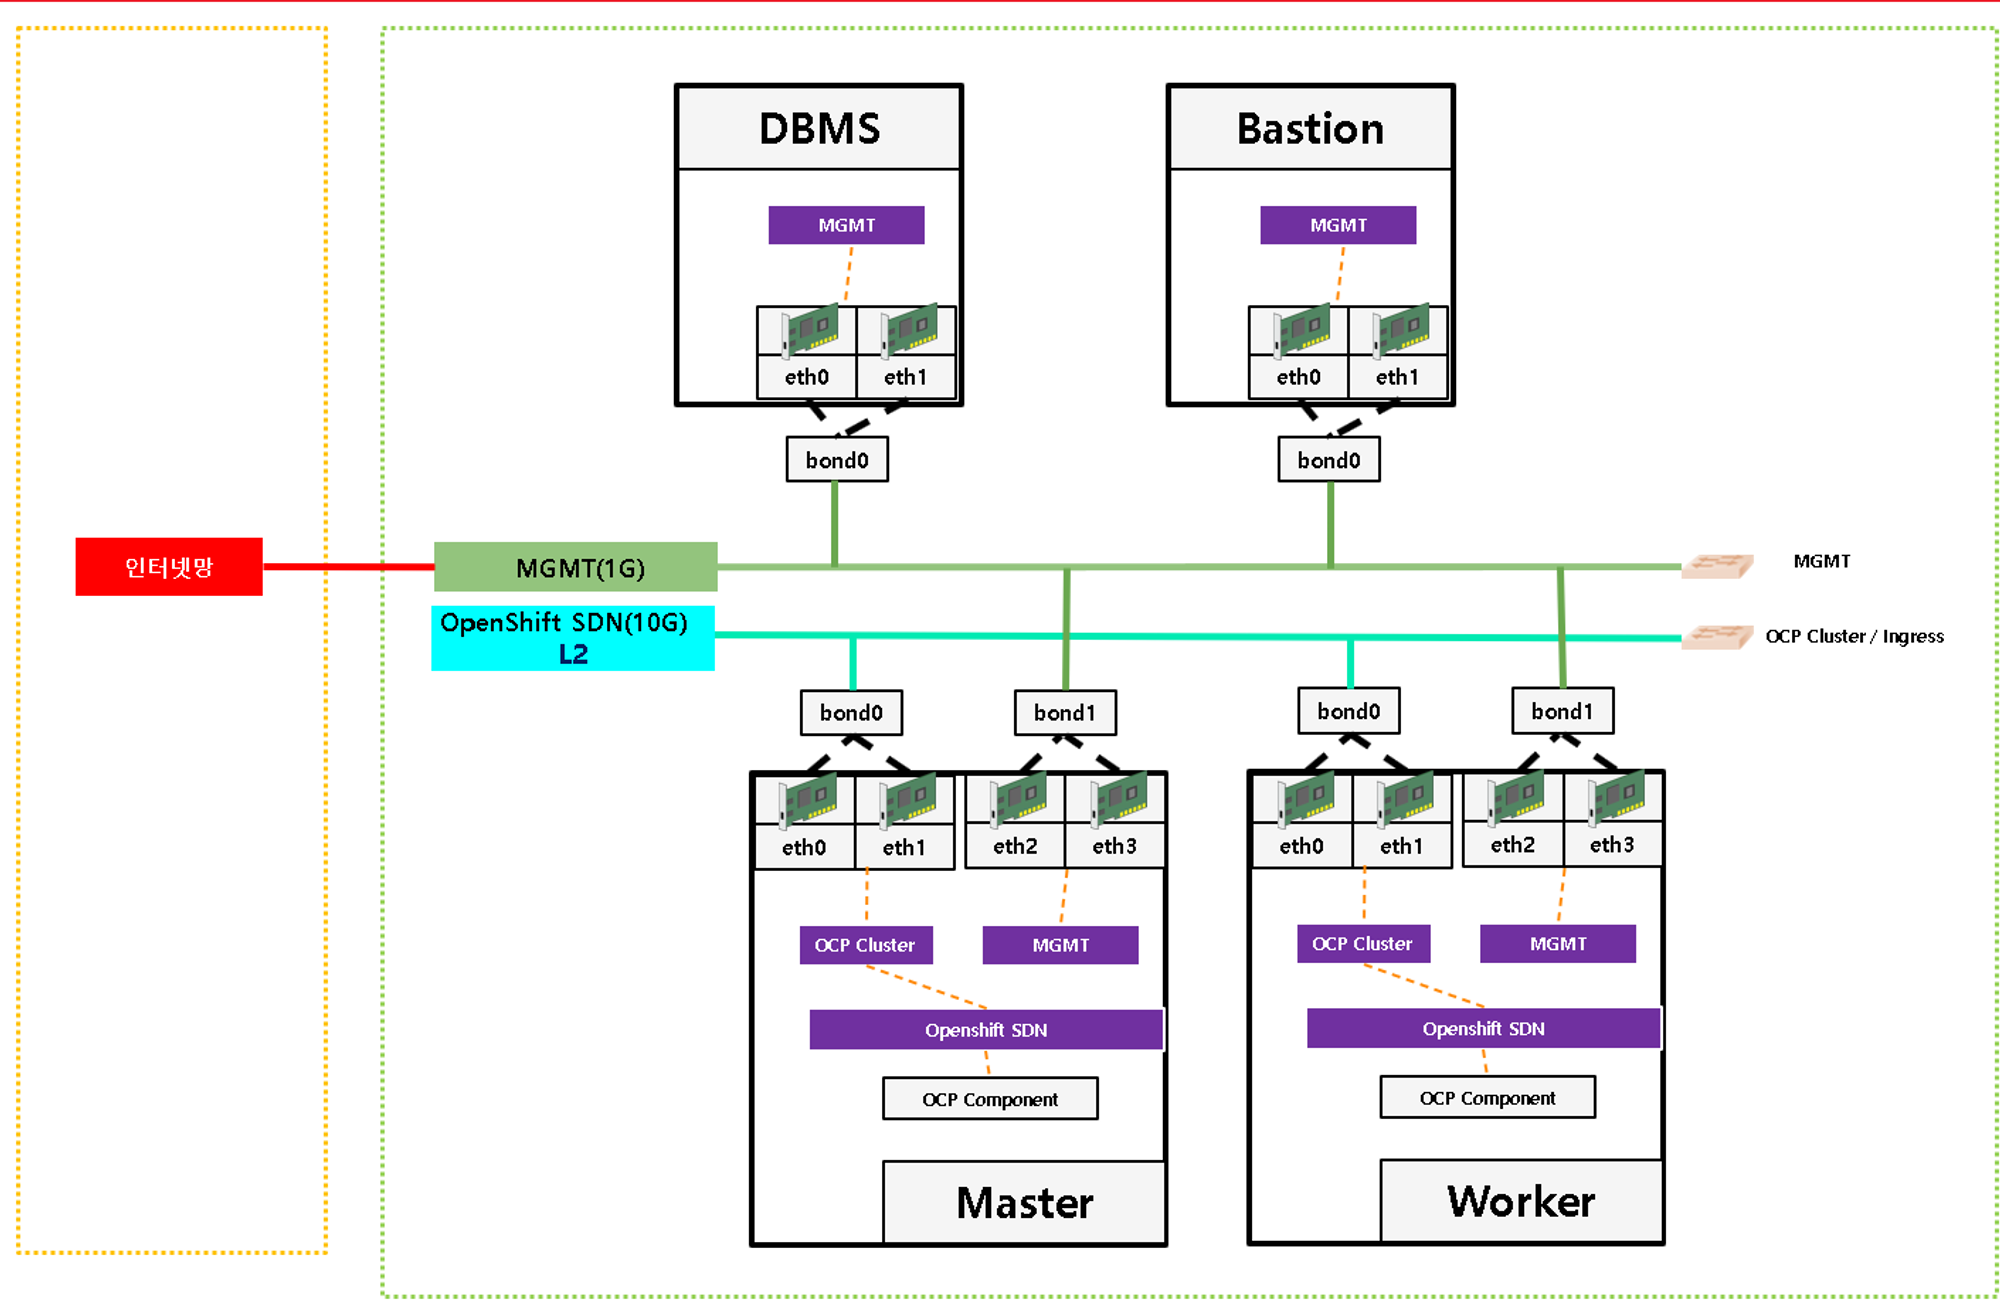 DBMS
MGMT
eth0
eth1
bond0
Bastion
MGMT
eth0
eth1
bond0
인터넷망
MGMT(1G)
MGMT
OpenShift SDN(10G)
L2
OCP Cluster / Ingress
bond0
bond1
eth0
eth1
eth2
eth3
OCP Cluster
MGMT
Openshift SDN
OCP Component
Master
bond0
bond1
eth0
eth1
eth2
eth3
OCP Cluster
MGMT
Openshift SDN
OCP Component
Worker